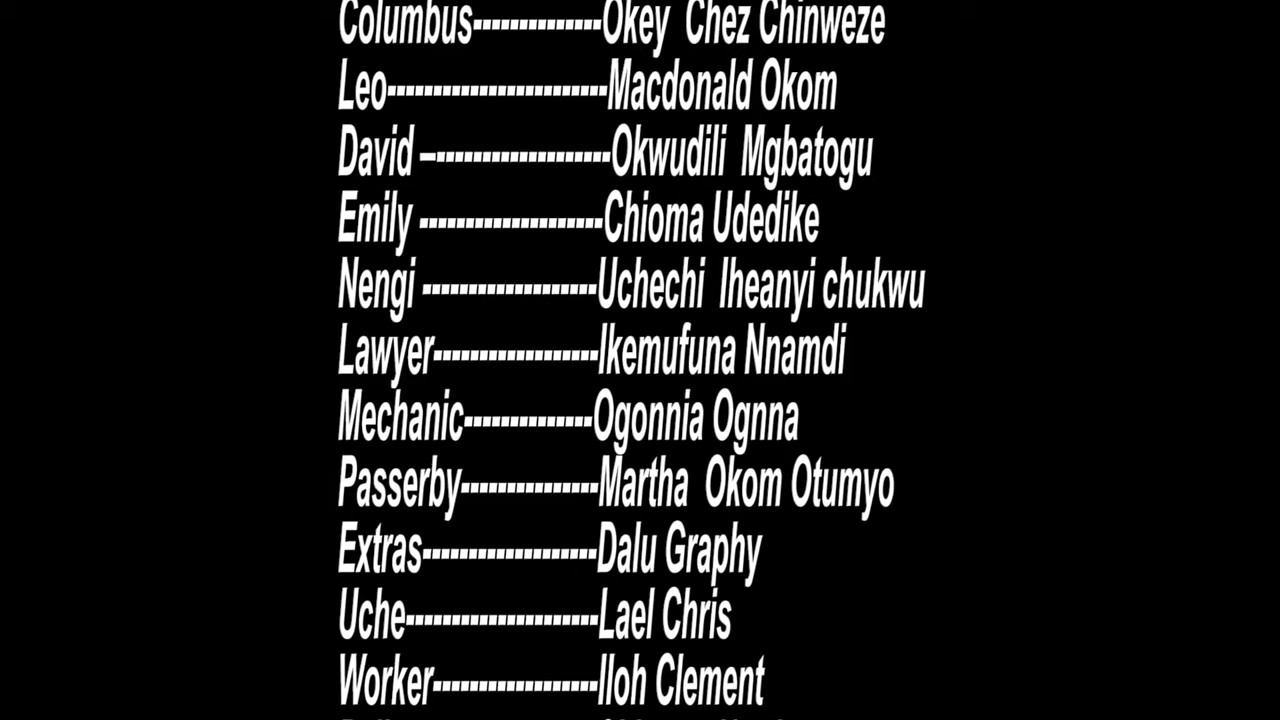 Columbus--------------Okey Chez Chinweze
Leo------------------------Macdonald Okom
David –-------------------Okwudili Mgbatogu
Emily --------------------Chioma Udedike
Nengi -------------------Uchechi Iheanyi chukwu
Lawyer------------------Ikemufuna Nnamdi
Mechanic--------------Ogonnia Ognna
Passerby---------------Martha Okom Otumyo
Extras-------------------Dalu Graphy
Uche---------------------Lael Chris
Worker------------------Iloh Clement